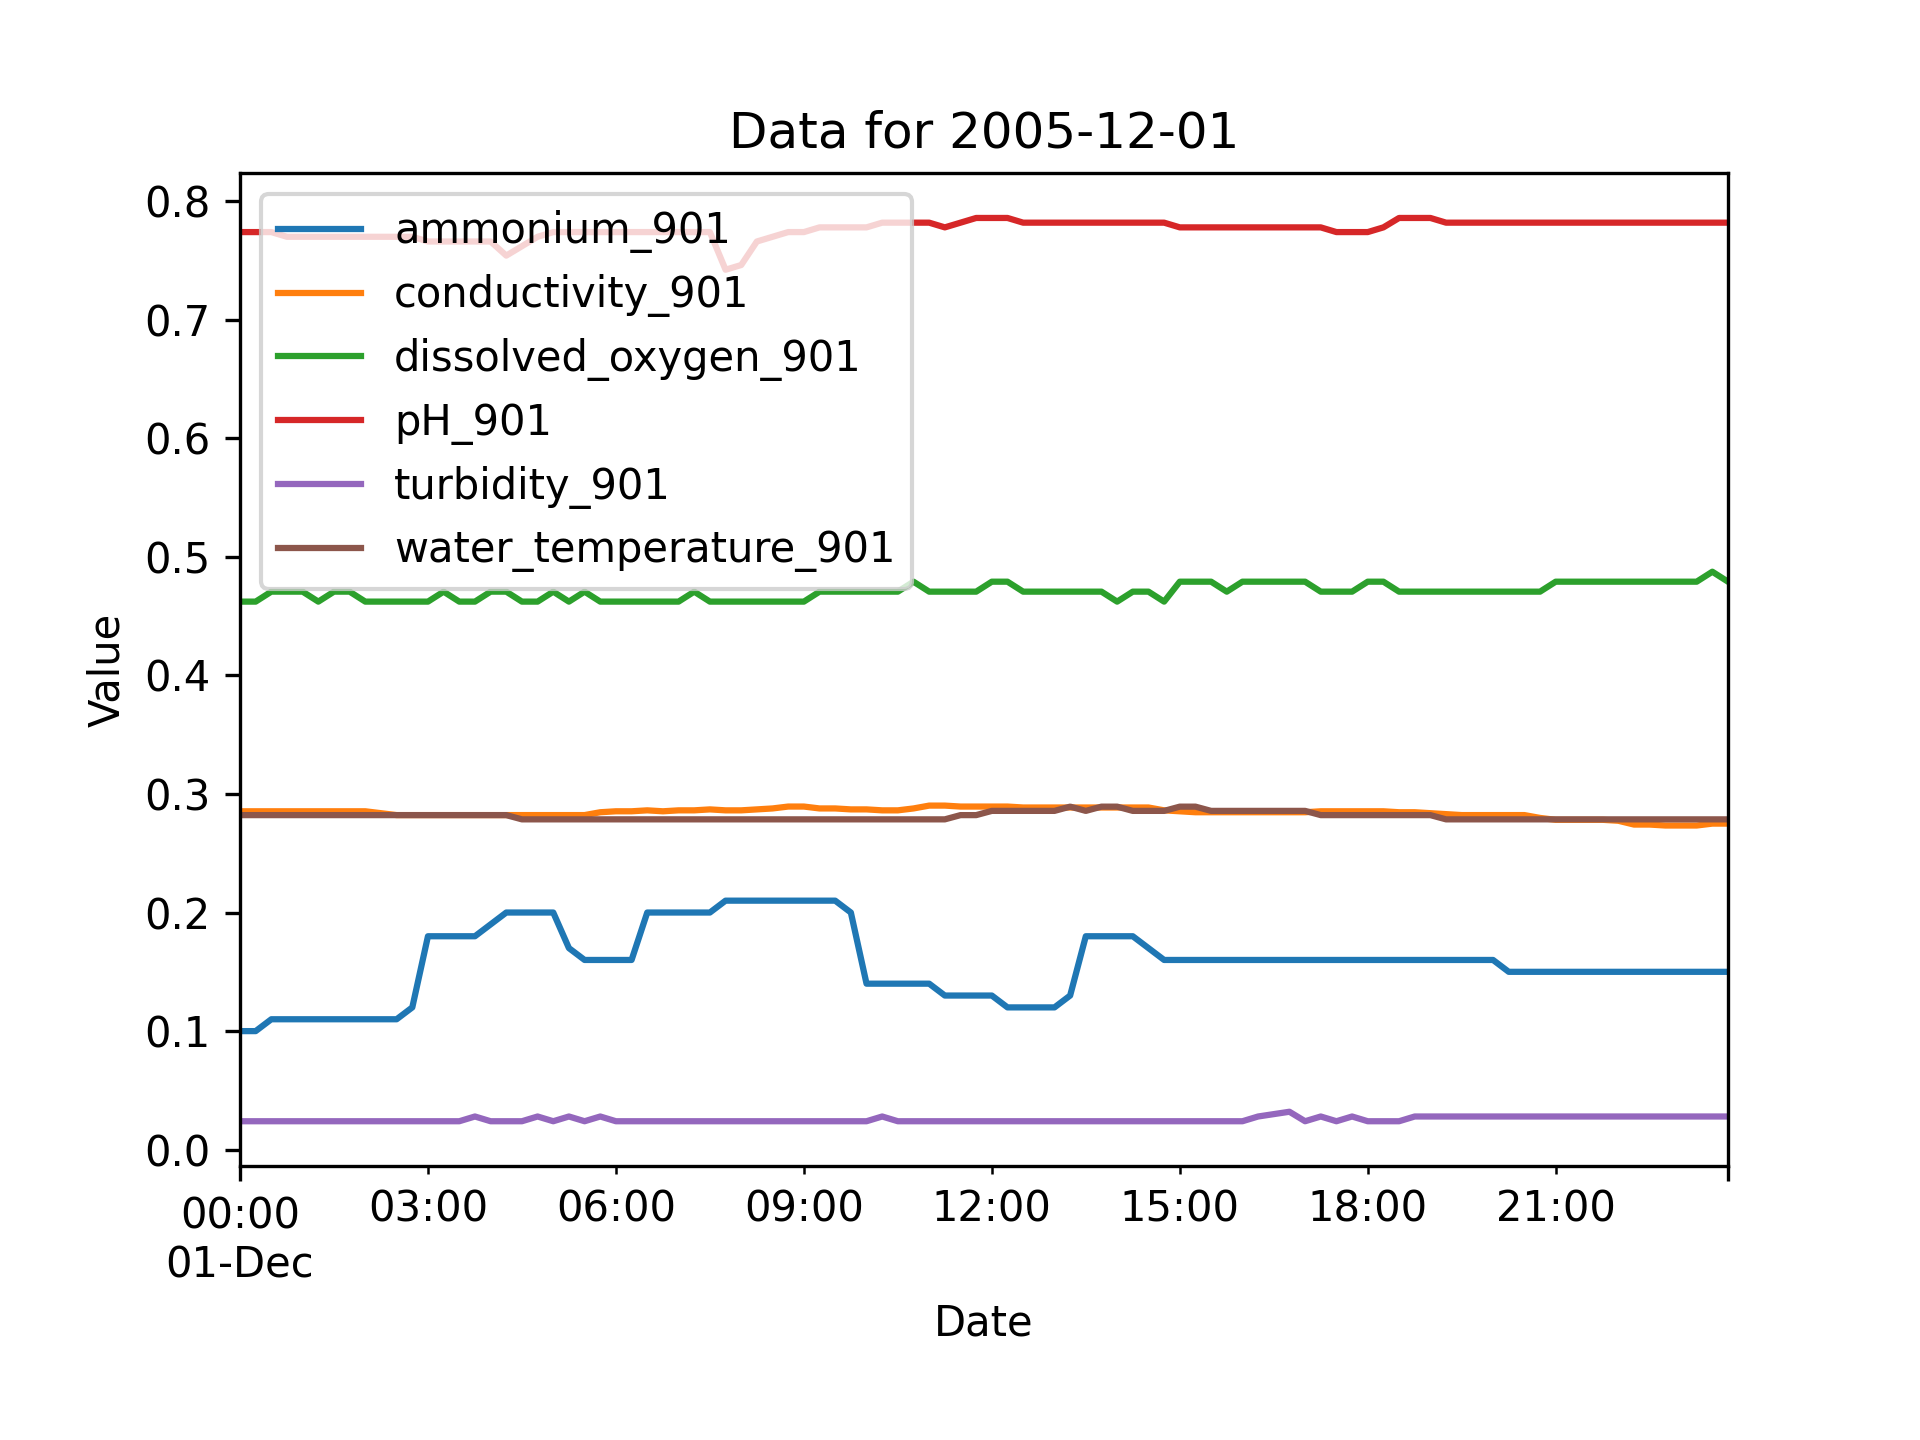 Data for 2005-12-01
0.8
0.7
0.6
0.5
0.4
0.3
0.2
0.1
0.0
Value
ammonium_901
conductivity_901
dissolved_oxygen_901
pH_901
turbidity_901
water_temperature_901
00:00 03:00 06:00 09:00 12:00 15:00 18:00 21:00
01-Dec
Date